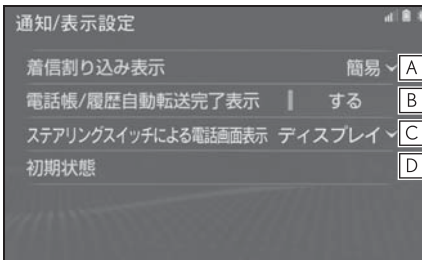 通知/表示設定
着信割り込み表示 簡易 A
電話帳/履歴自動転送完了表示 する B
ステアリングスイッチによる電話画面表示 ディスプレイ C
初期状態 D